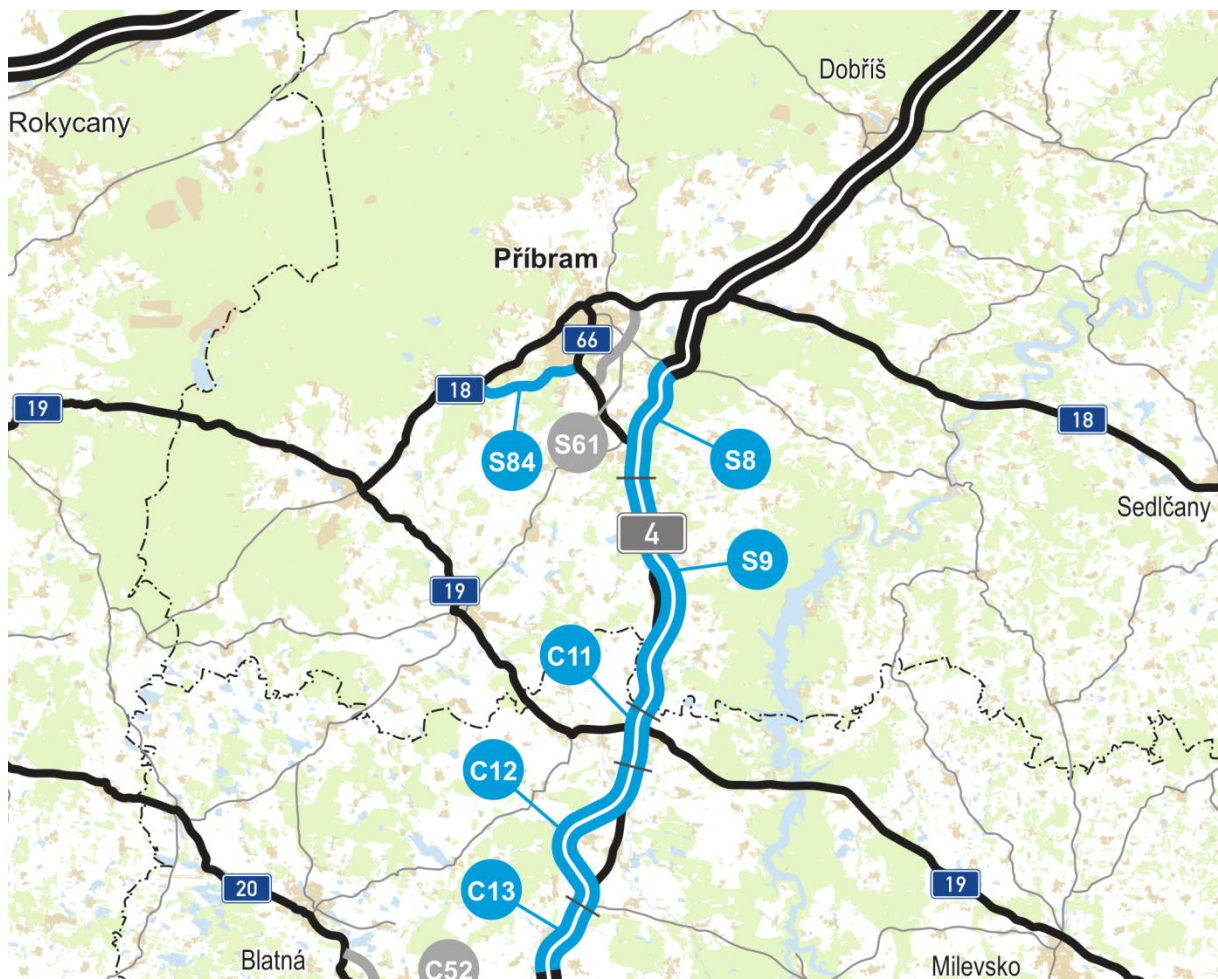 Dobříš
Rokycany
Příbram
66
18
19
18
S61
S84
S8
Sedlčany
4
S9
19
C11
C12
20
C13
19
Blatná
C52
Milevsko